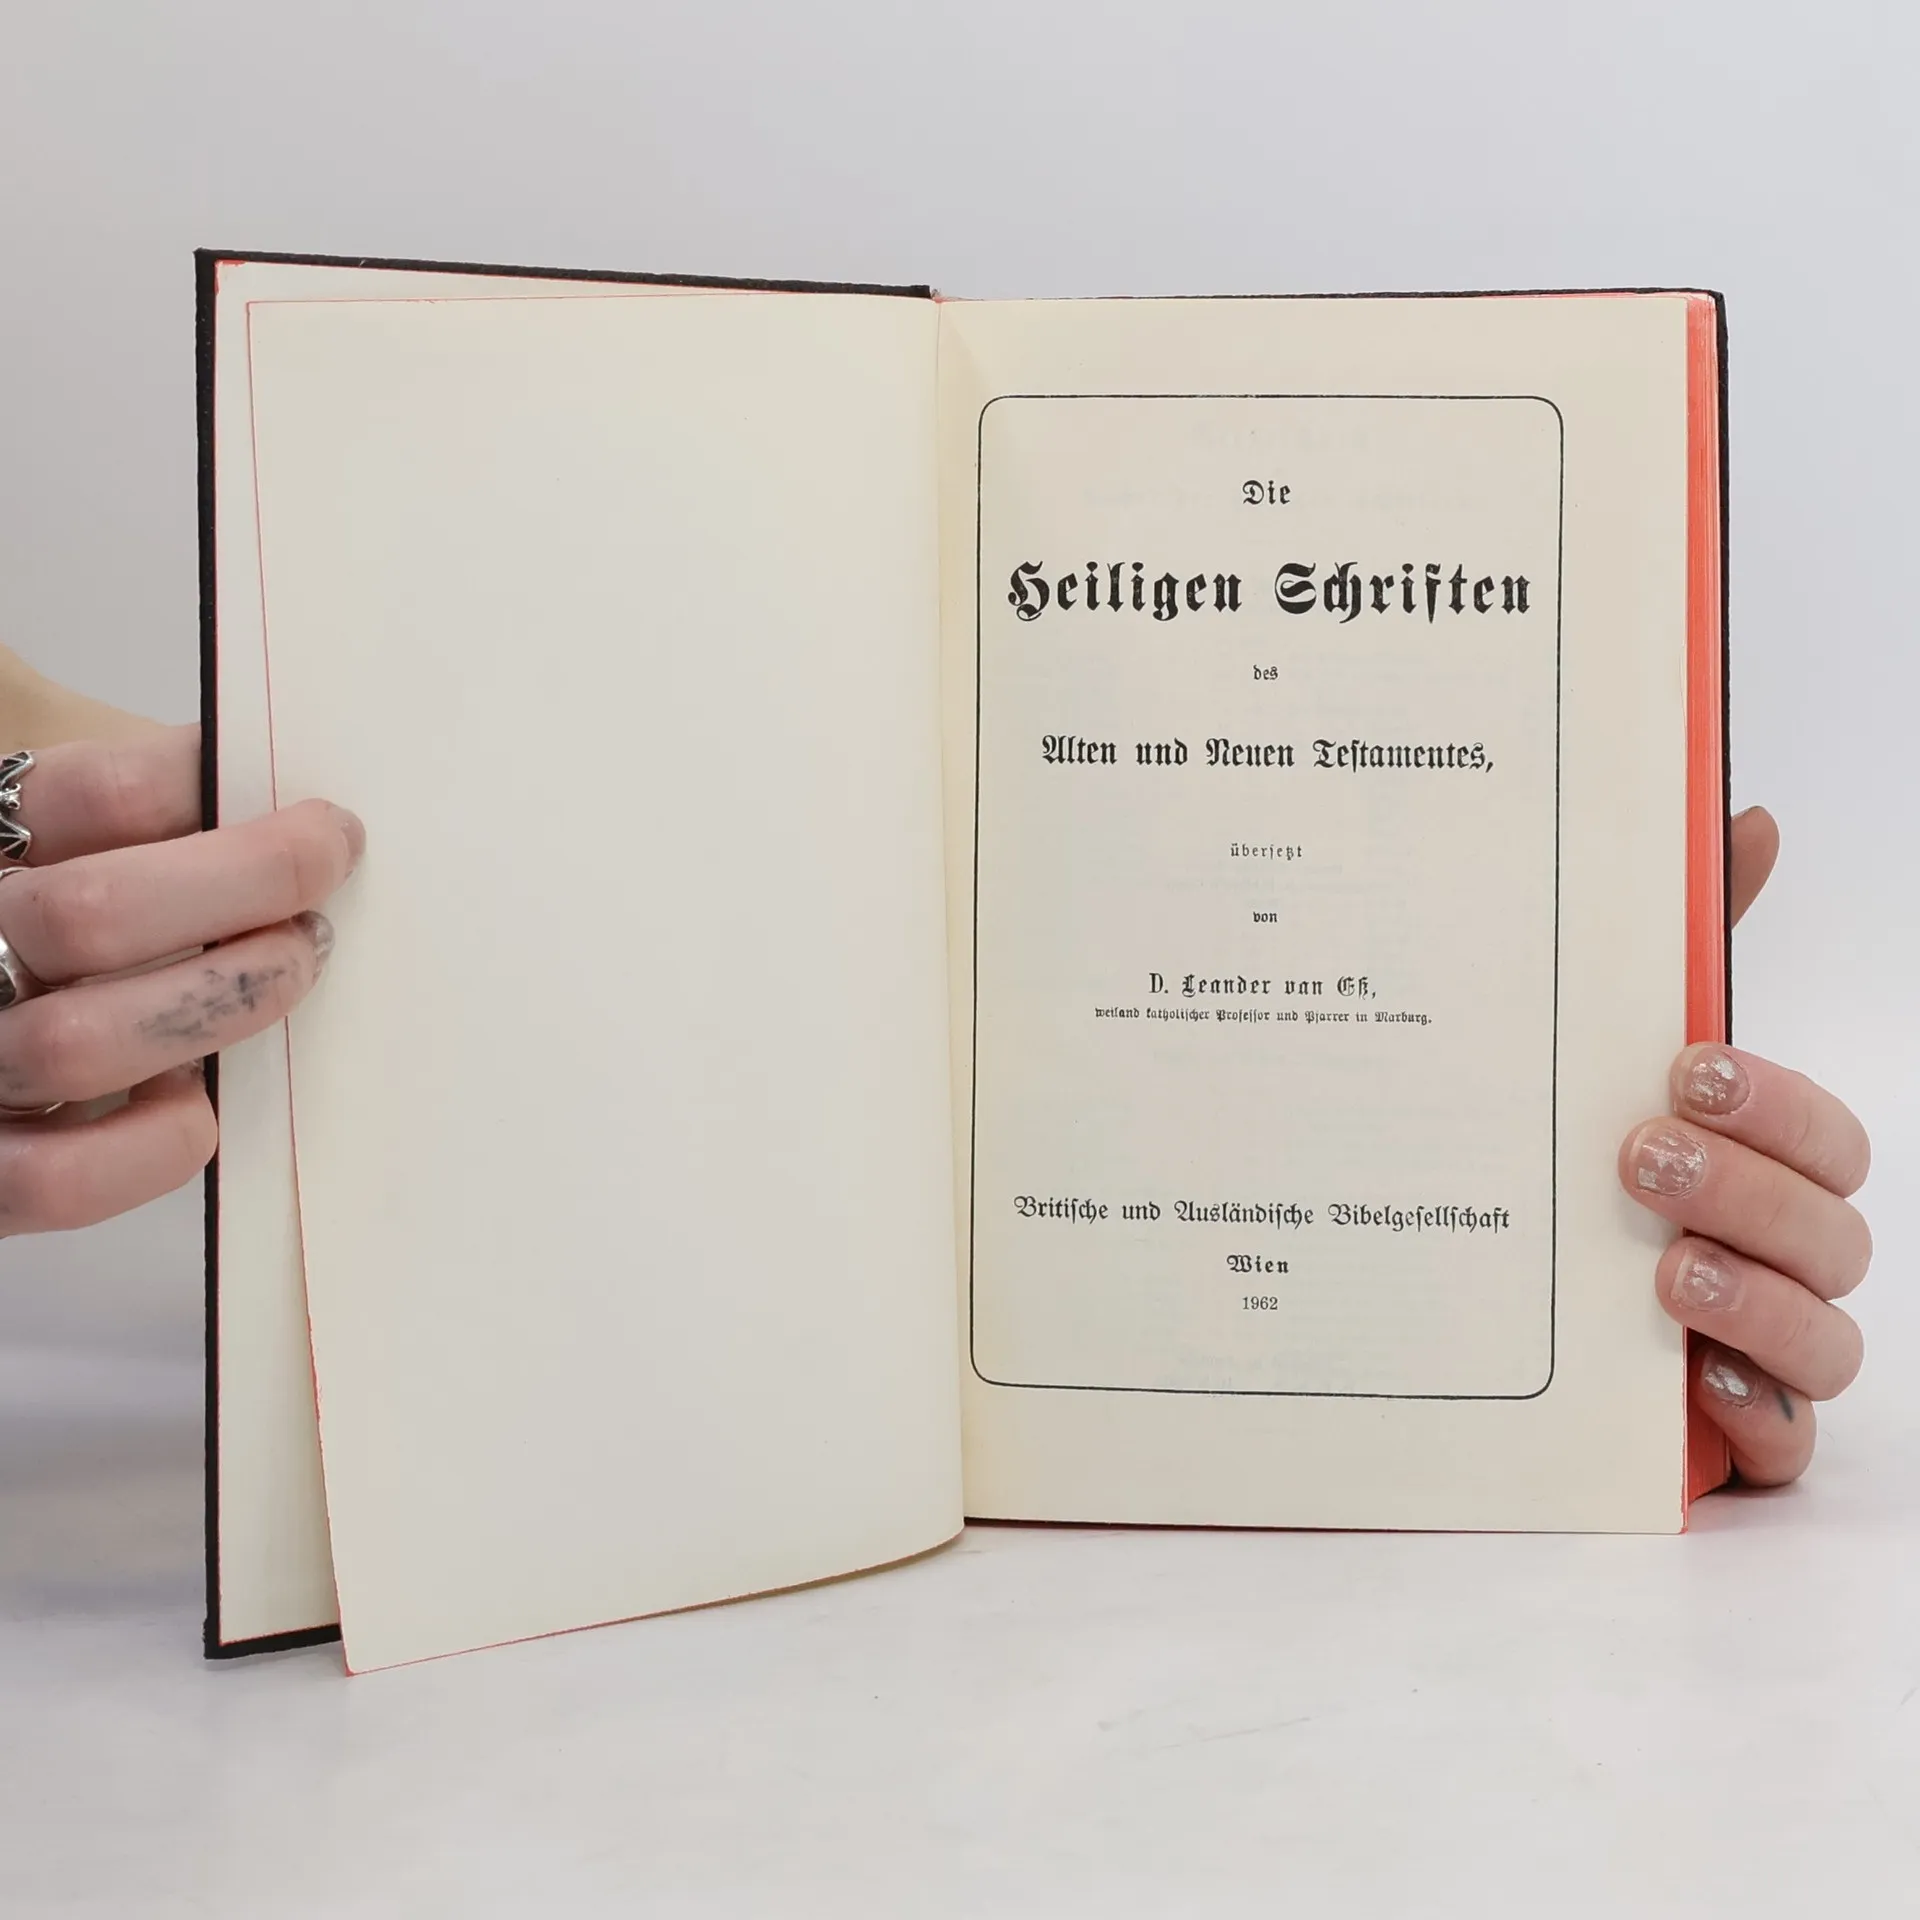 Die
Heiligen Schriften
des
Alten und Neuen Testamentes,
übersetzt
von
D. Leander van Eß,
weiland katholischer Professor und Pfarrer in Marburg.
Britische und Ausländische Bibelgesellschaft
Wien
1962